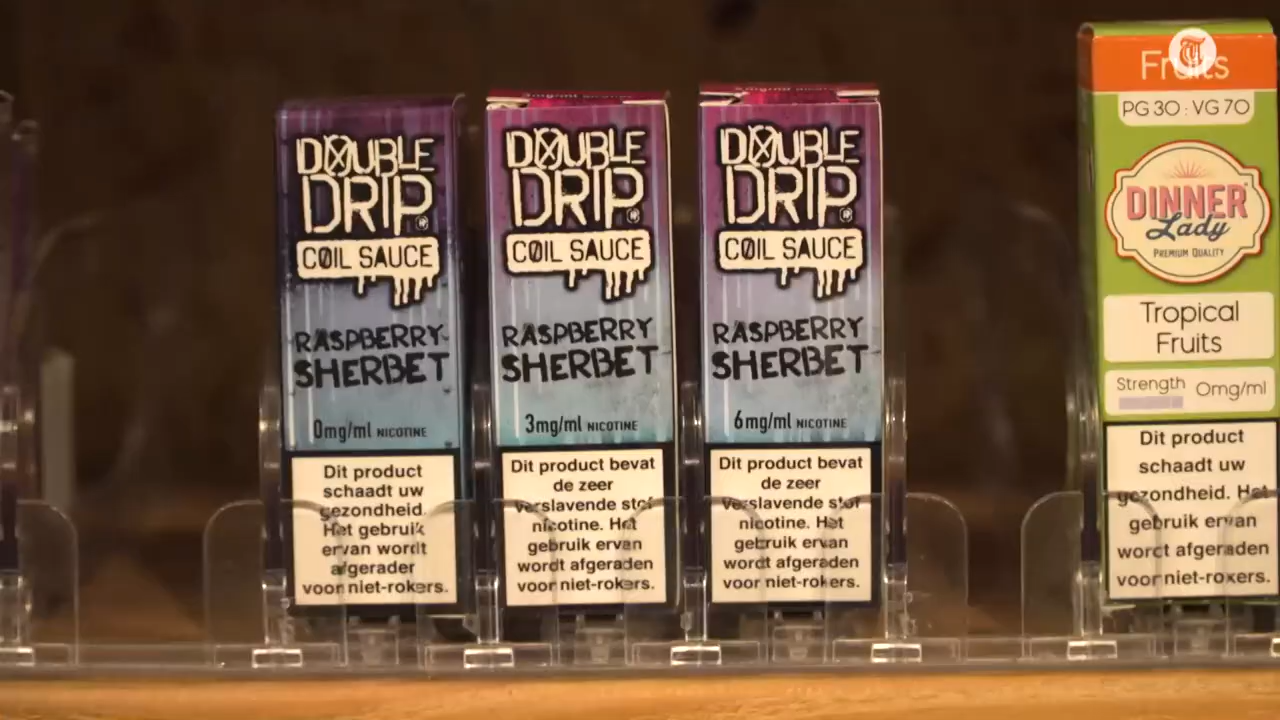 DOUBLE
DRIP
COIL SAUCE
RASPBERRY
SHERBET
0mg/ml NICOTINE
Dit product
schaadt uw
gezondheid.
Het gebruik
ervan wordt
afgeraden
voor niet-rokers.
DOUBLE
DRIP
COIL SAUCE
RASPBERRY
SHERBET
3mg/ml NICOTINE
Dit product bevat
de zeer
verslavende stof
nicotine. Het
gebruik ervan
wordt afgeraden
voor niet-rokers.
DOUBLE
DRIP
COIL SAUCE
RASPBERRY
SHERBET
6mg/ml NICOTINE
Dit product bevat
de zeer
verslavende stof
nicotine. Het
gebruik ervan
wordt afgeraden
voor niet-rokers.
Fruits
T
PG 30 : VG 70
DINNER
Lady
PREMIUM QUALITY
Tropical
Fruits
Strength 0mg/ml
Dit product
schaadt uw
gezondheid. Het
gebruik ervan
wordt afgeraden
voor niet-rokers.